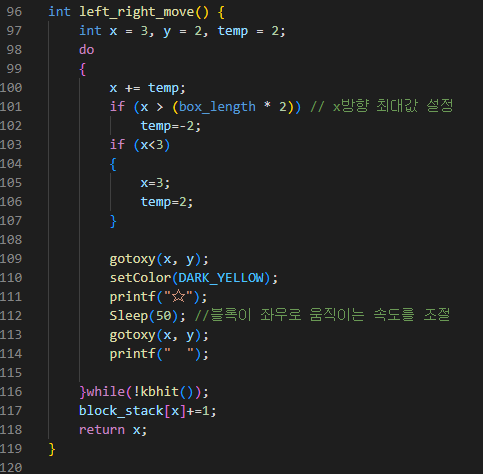 96 int left_right_move() {
97     int x = 3, y = 2, temp = 2;
98     do
99     {
100         x += temp;
101         if (x > (box_length * 2)) // x방향 최대값 설정
102             temp=-2;
103         if (x<3)
104         {
105             x=3;
106             temp=2;
107         }
108
109         gotoxy(x, y);
110         setColor(DARK_YELLOW);
111         printf("☆");
112         Sleep(50); //블록이 좌우로 움직이는 속도를 조절
113         gotoxy(x, y);
114         printf("  ");
115
116     }while(!kbhit());
117     block_stack[x]+=1;
118     return x;
119 }
120